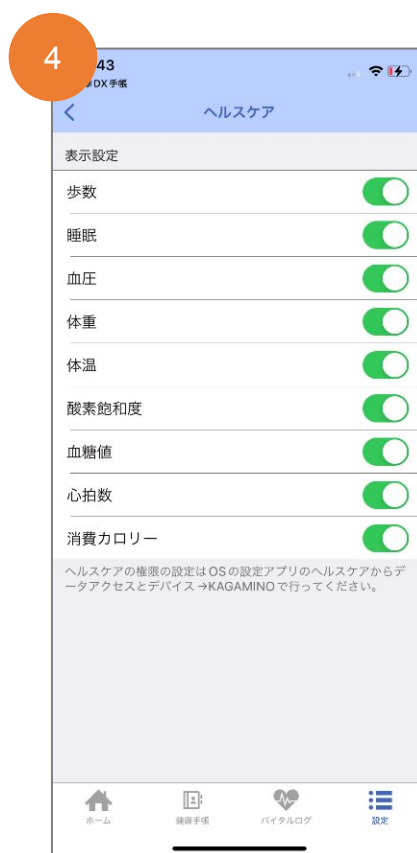 4
43
DX手帳
ヘルスケア
表示設定
歩数
睡眠
血圧
体重
体温
酸素飽和度
血糖値
心拍数
消費カロリー
ヘルスケアの権限の設定はOSの設定アプリのヘルスケアからデ
ータアクセスとデバイス→KAGAMINOで行ってください。
ホーム
健康手帳
バイタルログ
設定